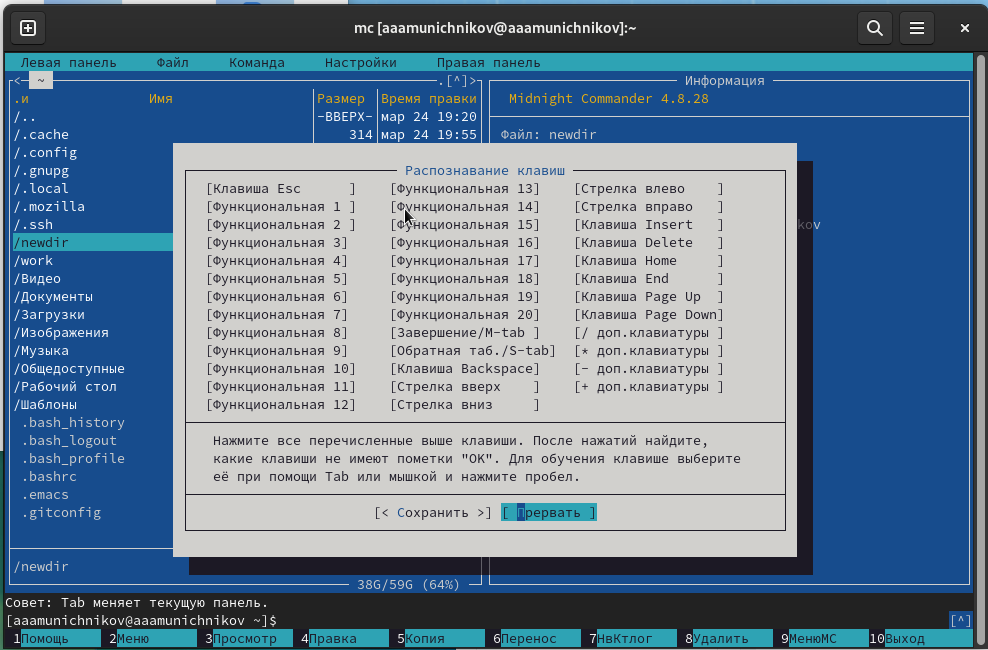 mc [aaamunichnikov@aaamunichnikov]:~
Левая панель Файл Команда Настройки Правая панель
<─ ~ .[^]>
.и Имя Размер Время правки
/.. -ВВЕРХ- мар 24 19:20
/.cache 314 мар 24 19:55
/.config
/.gnupg
/.local
/.mozilla
/.ssh
/newdir
/work
/Видео
/Документы
/Загрузки
/Изображения
/Музыка
/Общедоступные
/Рабочий стол
/Шаблоны
.bash_history
.bash_logout
.bash_profile
.bashrc
.emacs
.gitconfig
/newdir
38G/59G (64%)
Информация
Midnight Commander 4.8.28
Файл: newdir
kov
Распознавание клавиш
[Клавиша Esc ] [Функциональная 13] [Стрелка влево ]
[Функциональная 1 ] [Функциональная 14] [Стрелка вправо ]
[Функциональная 2 ] [Функциональная 15] [Клавиша Insert ]
[Функциональная 3] [Функциональная 16] [Клавиша Delete ]
[Функциональная 4] [Функциональная 17] [Клавиша Home ]
[Функциональная 5] [Функциональная 18] [Клавиша End ]
[Функциональная 6] [Функциональная 19] [Клавиша Page Up ]
[Функциональная 7] [Функциональная 20] [Клавиша Page Down]
[Функциональная 8] [Завершение/M-tab ] [/ доп.клавиатуры ]
[Функциональная 9] [Обратная таб./S-tab] [* доп.клавиатуры ]
[Функциональная 10] [Клавиша Backspace] [- доп.клавиатуры ]
[Функциональная 11] [Стрелка вверх ] [+ доп.клавиатуры ]
[Функциональная 12] [Стрелка вниз ]
Нажмите все перечисленные выше клавиши. После нажатий найдите,
какие клавиши не имеют пометки "OK". Для обучения клавише выберите
её при помощи Tab или мышкой и нажмите пробел.
[< Сохранить >] [ Прервать ]
Совет: Tab меняет текущую панель.
[aaamunichnikov@aaamunichnikov ~]$ [^]
1Помощь 2Меню 3Просмотр 4Правка 5Копия 6Перенос 7НвКтлог 8Удалить 9МенюMC 10Выход